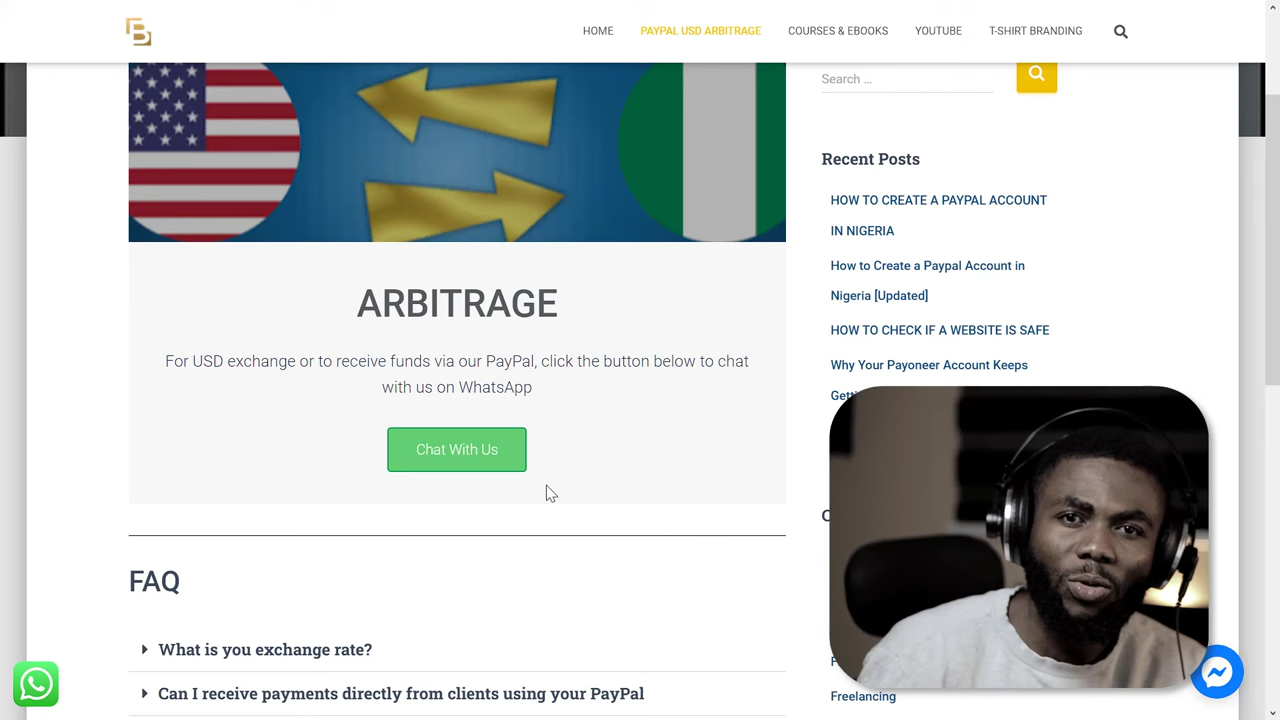 HOME
PAYPAL USD ARBITRAGE
COURSES & EBOOKS
YOUTUBE
T-SHIRT BRANDING
ARBITRAGE
For USD exchange or to receive funds via our PayPal, click the button below to chat
with us on WhatsApp
Chat With Us
FAQ
What is you exchange rate?
Can I receive payments directly from clients using your PayPal
Search ...
Recent Posts
HOW TO CREATE A PAYPAL ACCOUNT
IN NIGERIA
How to Create a Paypal Account in
Nigeria [Updated]
HOW TO CHECK IF A WEBSITE IS SAFE
Why Your Payoneer Account Keeps
Freelancing